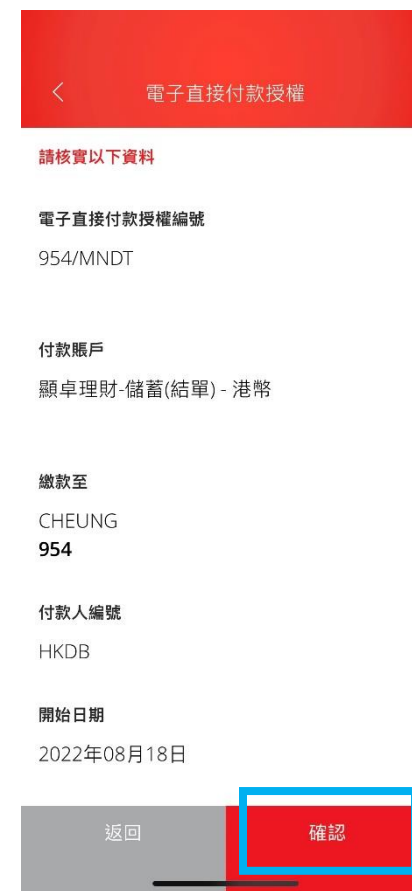 電子直接付款授權
請核實以下資料
電子直接付款授權編號
954/MNDT
付款賬戶
顯卓理財-儲蓄(結單) - 港幣
繳款至
CHEUNG
954
付款人編號
HKDB
開始日期
2022年08月18日
返回
確認